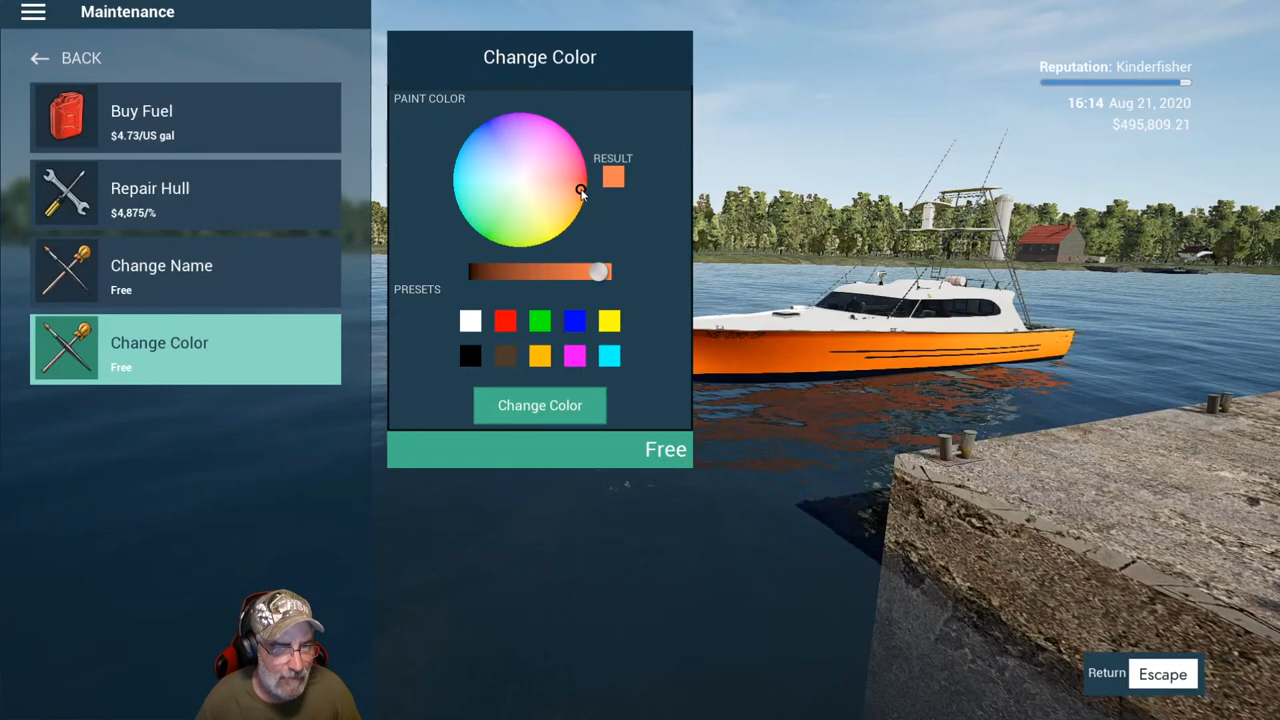 Maintenance
BACK
Buy Fuel
$4.73/US gal
Repair Hull
$4,875/%
Change Name
Free
Change Color
Free
Change Color
PAINT COLOR
RESULT
PRESETS
Change Color
Free
Reputation: Kinderfisher
16:14 Aug 21, 2020
$495,809.21
Return Escape